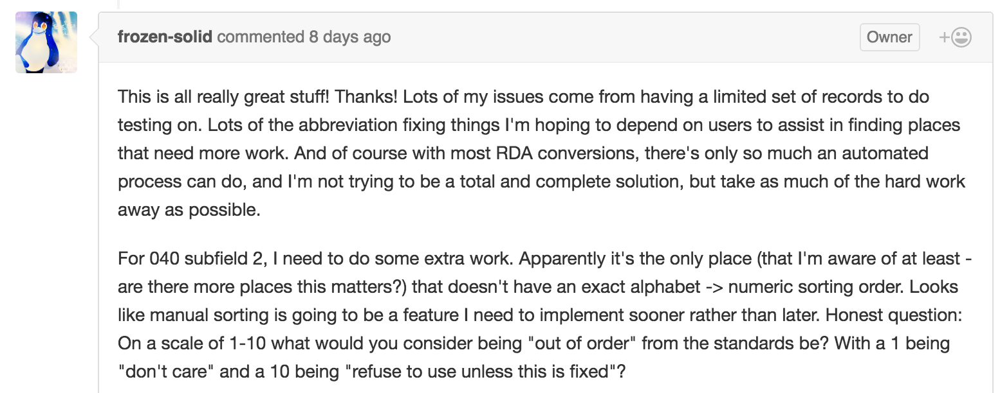 frozen-solid commented 8 days ago Owner +
This is all really great stuff! Thanks! Lots of my issues come from having a limited set of records to do
testing on. Lots of the abbreviation fixing things I'm hoping to depend on users to assist in finding places
that need more work. And of course with most RDA conversions, there's only so much an automated
process can do, and I'm not trying to be a total and complete solution, but take as much of the hard work
away as possible.
For 040 subfield 2, I need to do some extra work. Apparently it's the only place (that I'm aware of at least -
are there more places this matters?) that doesn't have an exact alphabet -> numeric sorting order. Looks
like manual sorting is going to be a feature I need to implement sooner rather than later. Honest question:
On a scale of 1-10 what would you consider being "out of order" from the standards be? With a 1 being
"don't care" and a 10 being "refuse to use unless this is fixed"?